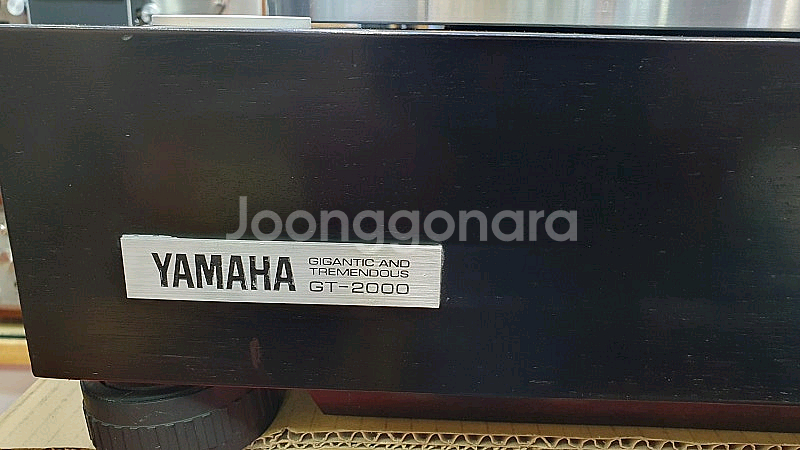 Joonggonara
YAMAHA
GIGANTIC AND
TREMENDOUS
GT-2000